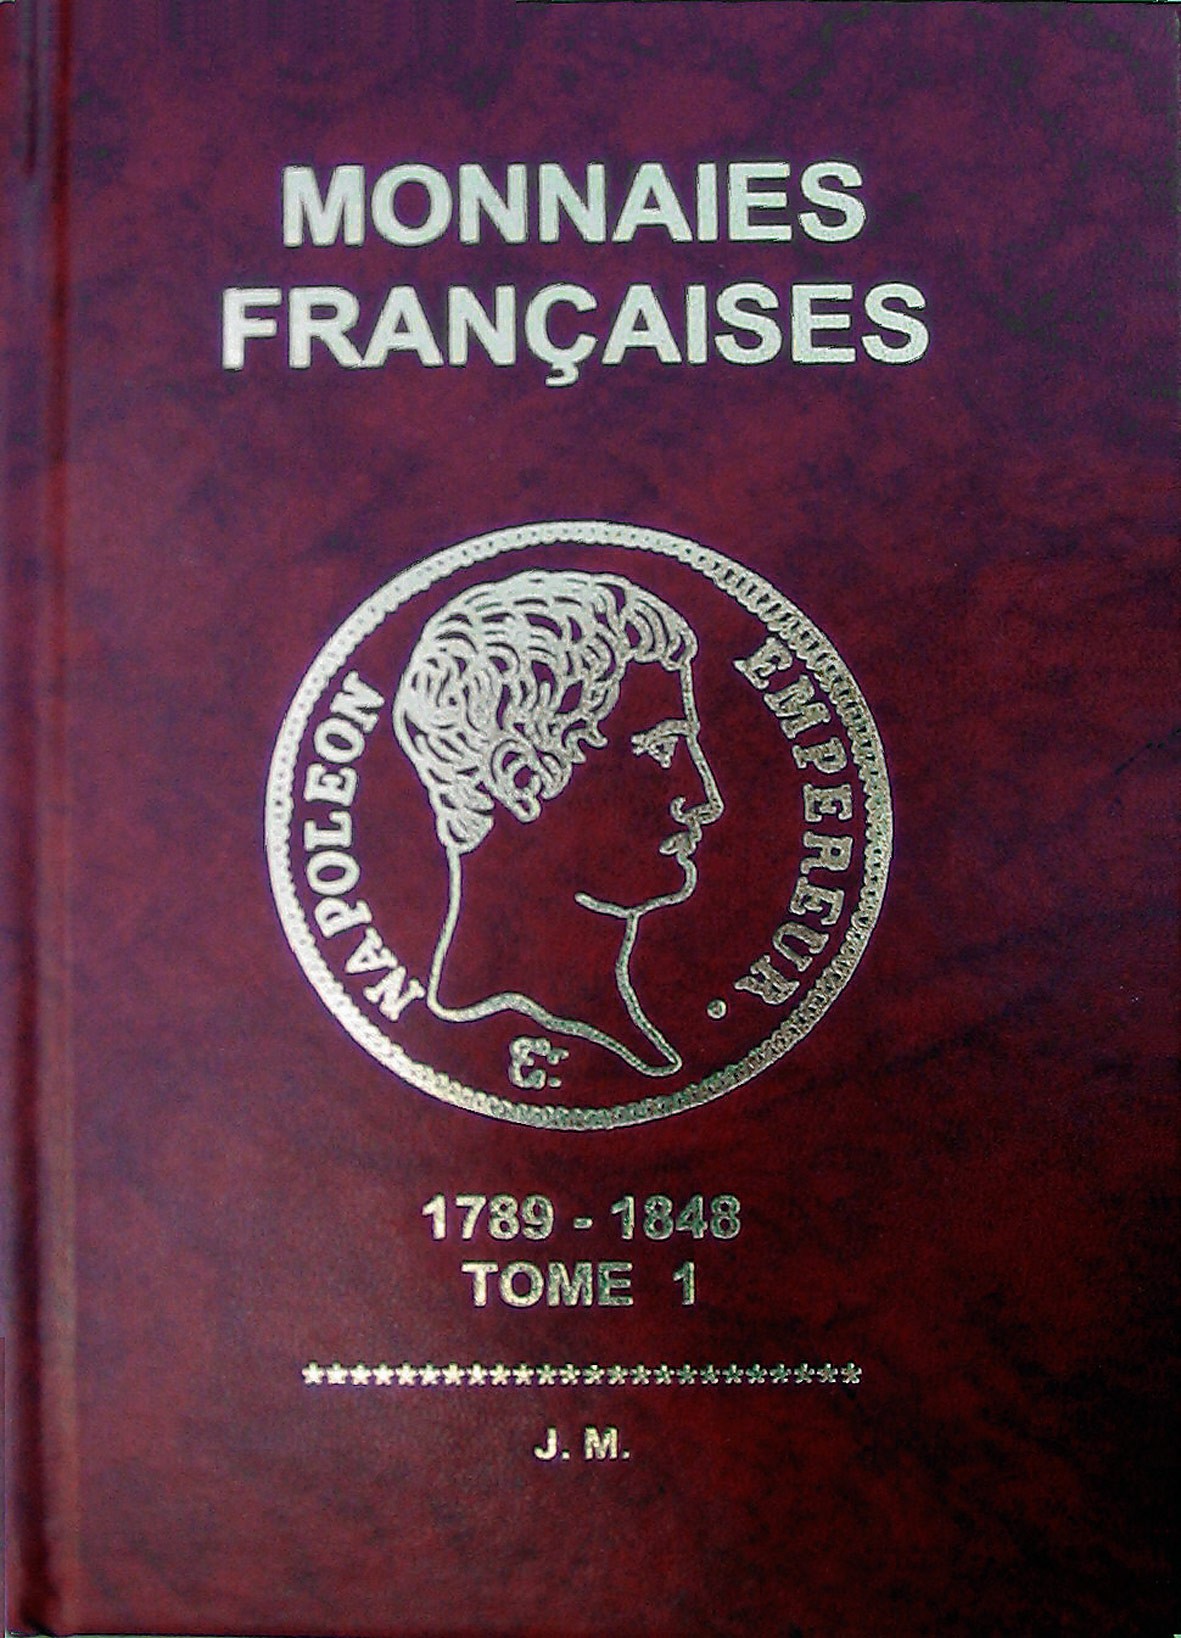 MONNAIES
FRANÇAISES
NAPOLEON
EMPEREUR.
1789 - 1848
TOME 1
************************
J. M.